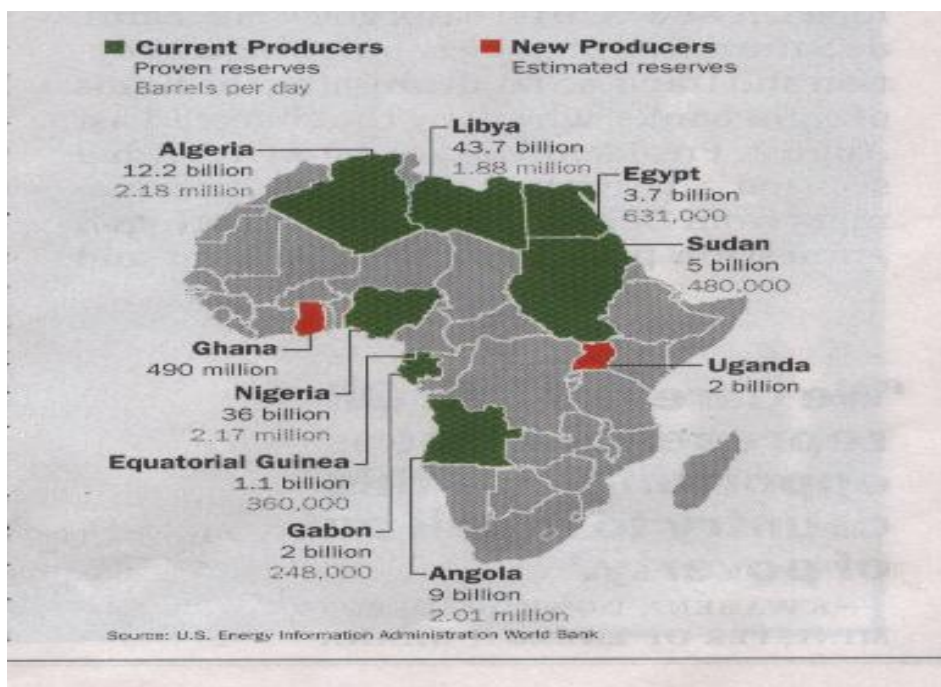 Current Producers
Proven reserves
Barrels per day
New Producers
Estimated reserves
Algeria
12.2 billion
2.18 million
Libya
43.7 billion
1.88 million
Egypt
3.7 billion
631,000
Sudan
5 billion
480,000
Ghana
490 million
Uganda
2 billion
Nigeria
36 billion
2.17 million
Equatorial Guinea
1.1 billion
360,000
Gabon
2 billion
248,000
Angola
9 billion
2.01 million
Source: U.S. Energy Information Administration World Bank